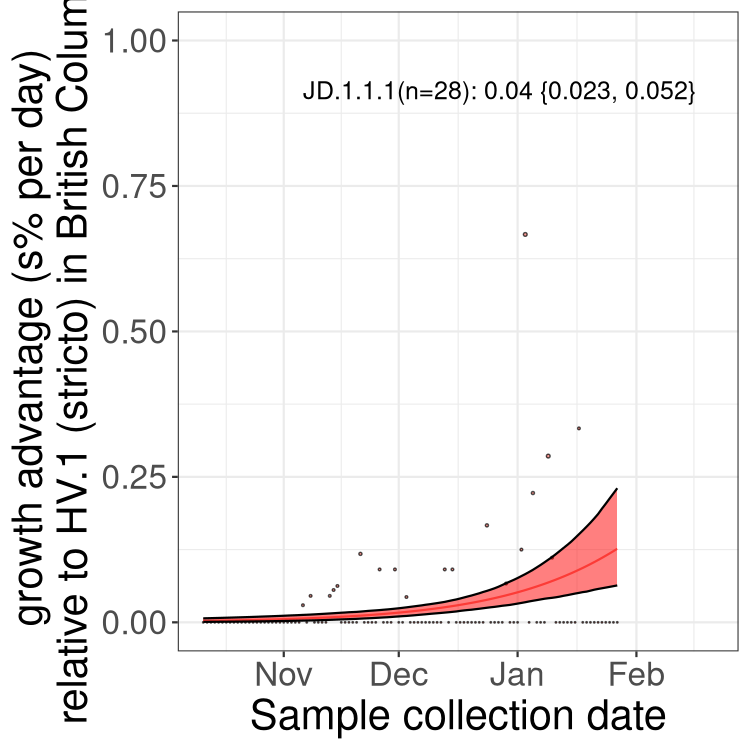 growth advantage (s% per day)
relative to HV.1 (stricto) in British Colum
1.00
0.75
0.50
0.25
0.00
JD.1.1.1(n=28): 0.04 {0.023, 0.052}
Nov Dec Jan Feb
Sample collection date